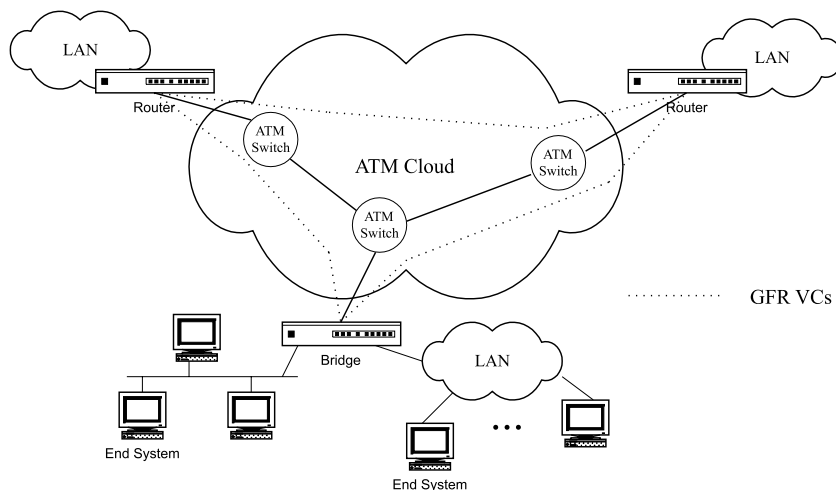 LAN
LAN
Router
Router
ATM
Switch
ATM
Switch
ATM Cloud
ATM
Switch
GFR VCs
Bridge
LAN
End System
End System